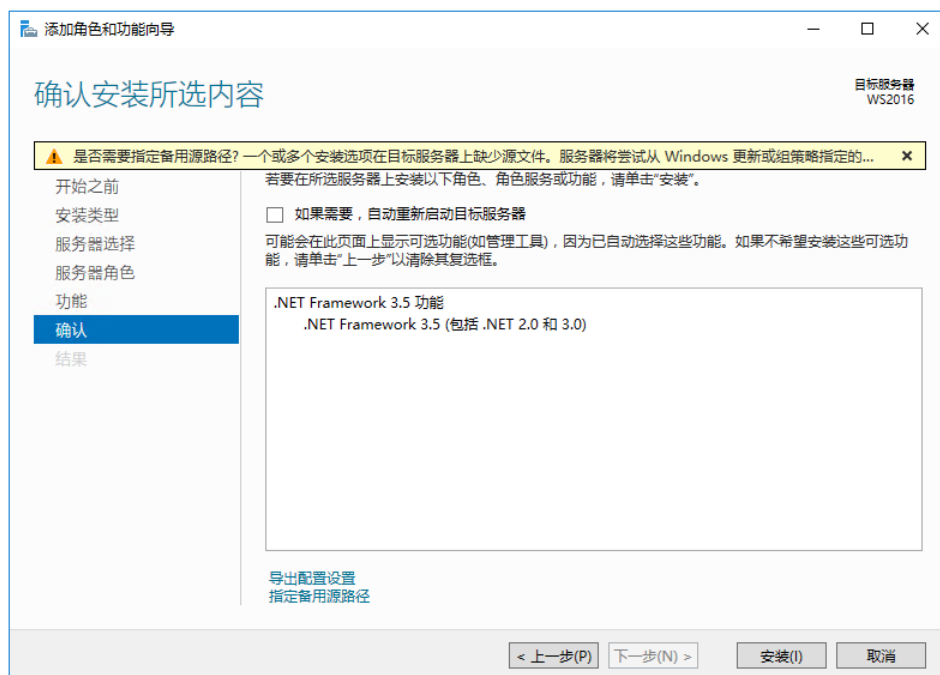 添加角色和功能向导
确认安装所选内容
目标服务器
WS2016
是否需要指定备用源路径? 一个或多个安装选项在目标服务器上缺少源文件。服务器将尝试从 Windows 更新或组策略指定的...
开始之前
安装类型
服务器选择
服务器角色
功能
确认
结果
若要在所选服务器上安装以下角色、角色服务或功能，请单击“安装”。
如果需要，自动重新启动目标服务器
可能会在此页面上显示可选功能(如管理工具)，因为已自动选择这些功能。如果不希望安装这些可选功
能，请单击“上一步”以清除其复选框。
.NET Framework 3.5 功能
.NET Framework 3.5 (包括 .NET 2.0 和 3.0)
导出配置设置
指定备用源路径
< 上一步(P)
下一步(N) >
安装(I)
取消